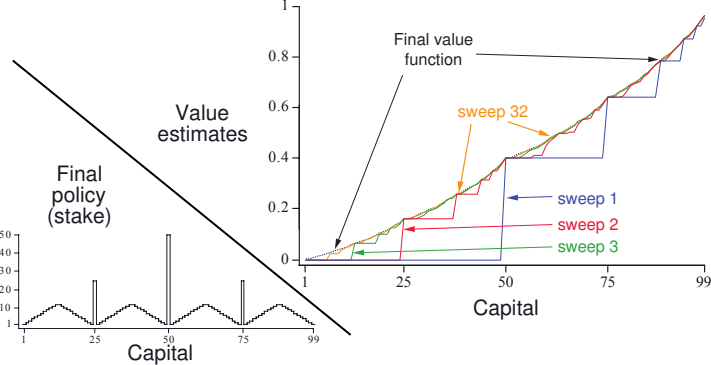 1
0.8
0.6
0.4
0.2
0
Final value
function
sweep 32
sweep 1
sweep 2
sweep 3
1
25
50
75
99
Capital
Value
estimates
Final
policy
(stake)
50
40
30
20
10
1
1
25
50
75
99
Capital